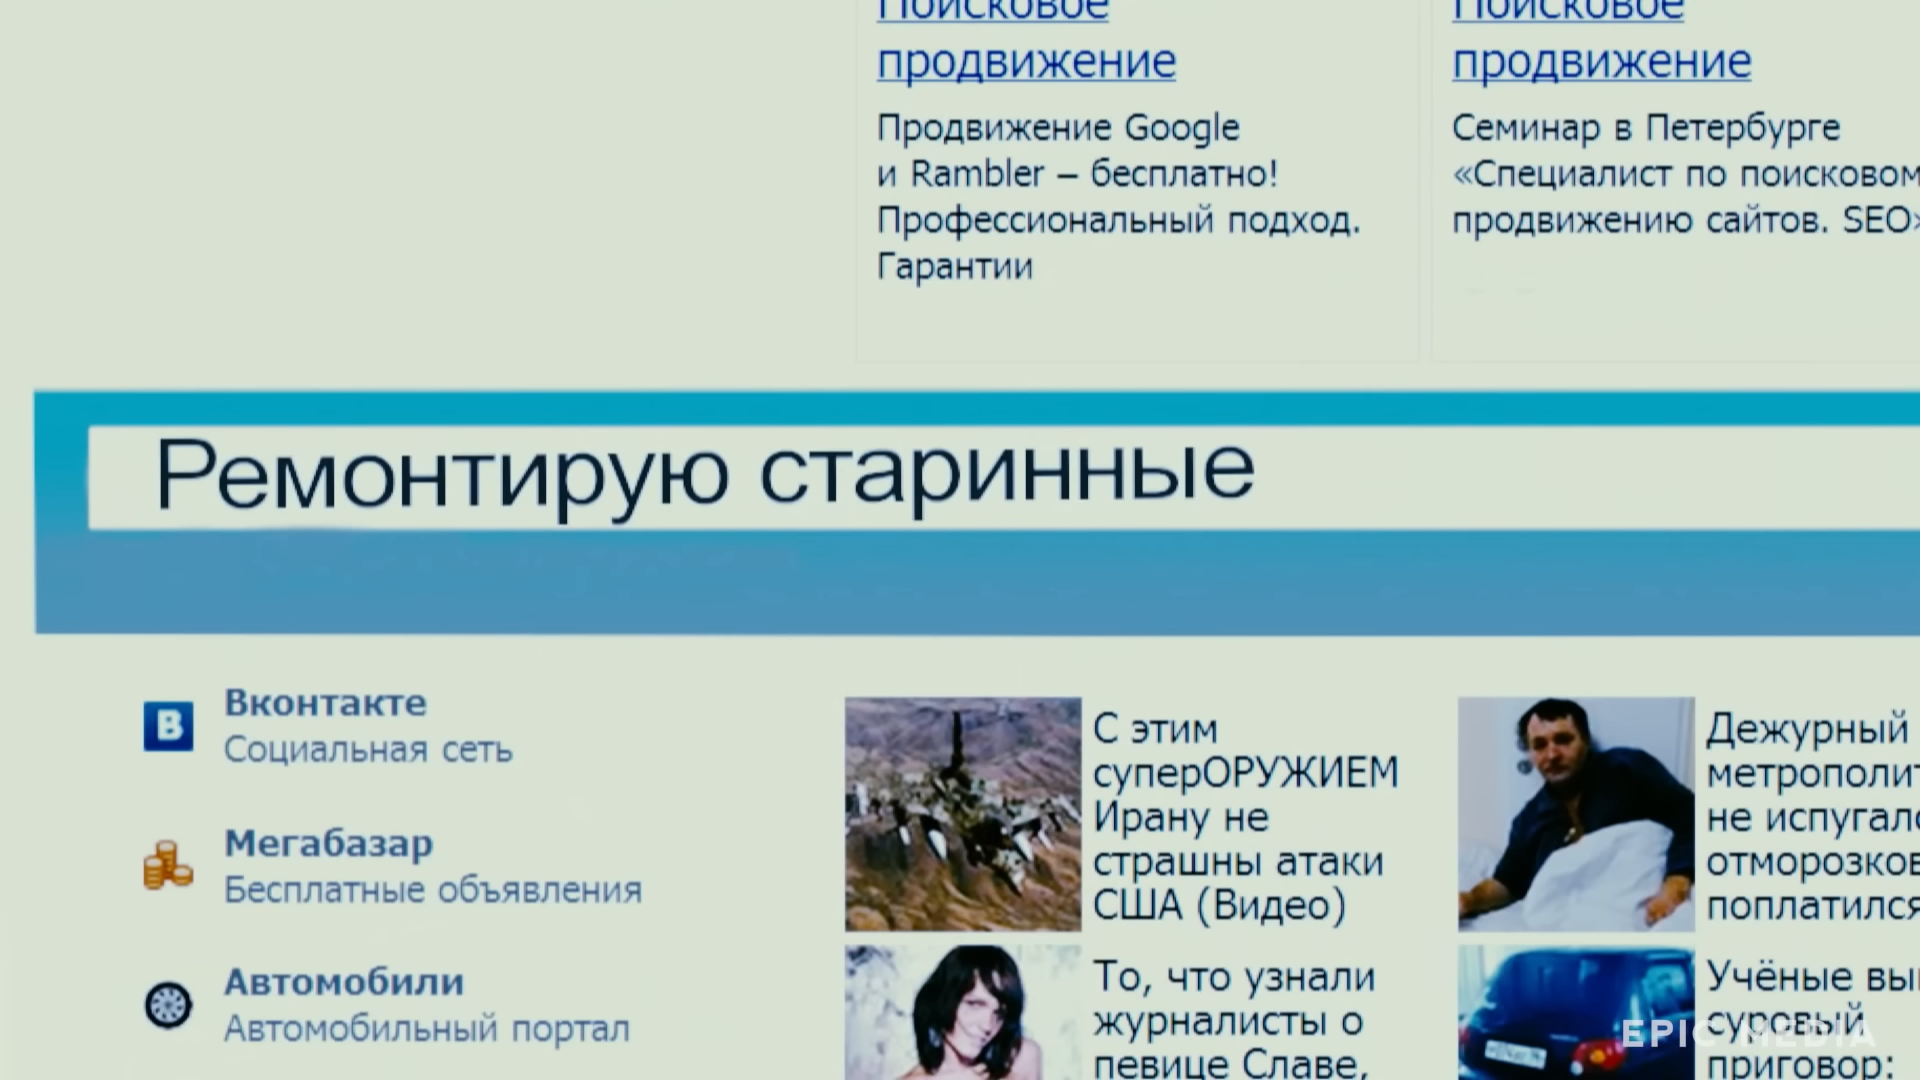 Поисковое
продвижение
Продвижение Google
и Rambler – бесплатно!
Профессиональный подход.
Гарантии
Поисковое
продвижение
Семинар в Петербурге
«Специалист по поисковом
продвижению сайтов. SEO»
Ремонтирую старинные
Вконтакте
Социальная сеть
Мегабазар
Бесплатные объявления
Автомобили
Автомобильный портал
С этим
суперОРУЖИЕМ
Ирану не
страшны атаки
США (Видео)
Дежурный
метрополит
не испугалс
отморозков
поплатился
То, что узнали
журналисты о
певице Славе,
Учёные вы
суровый
приговор:
EPIC MEDIA